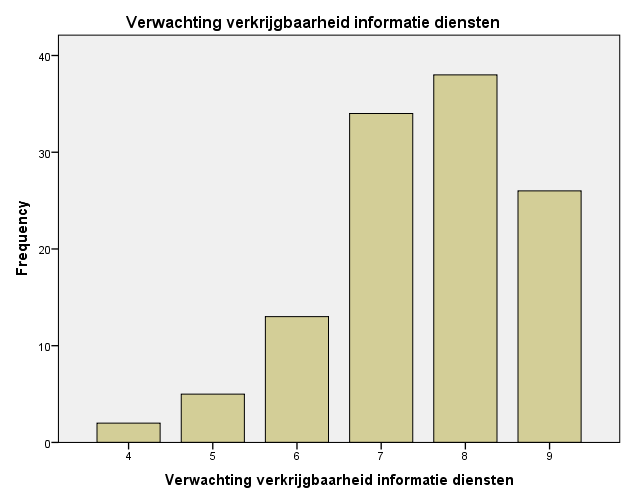 Verwachting verkrijgbaarheid informatie diensten
Frequency
40
30
20
10
0
4 5 6 7 8 9
Verwachting verkrijgbaarheid informatie diensten